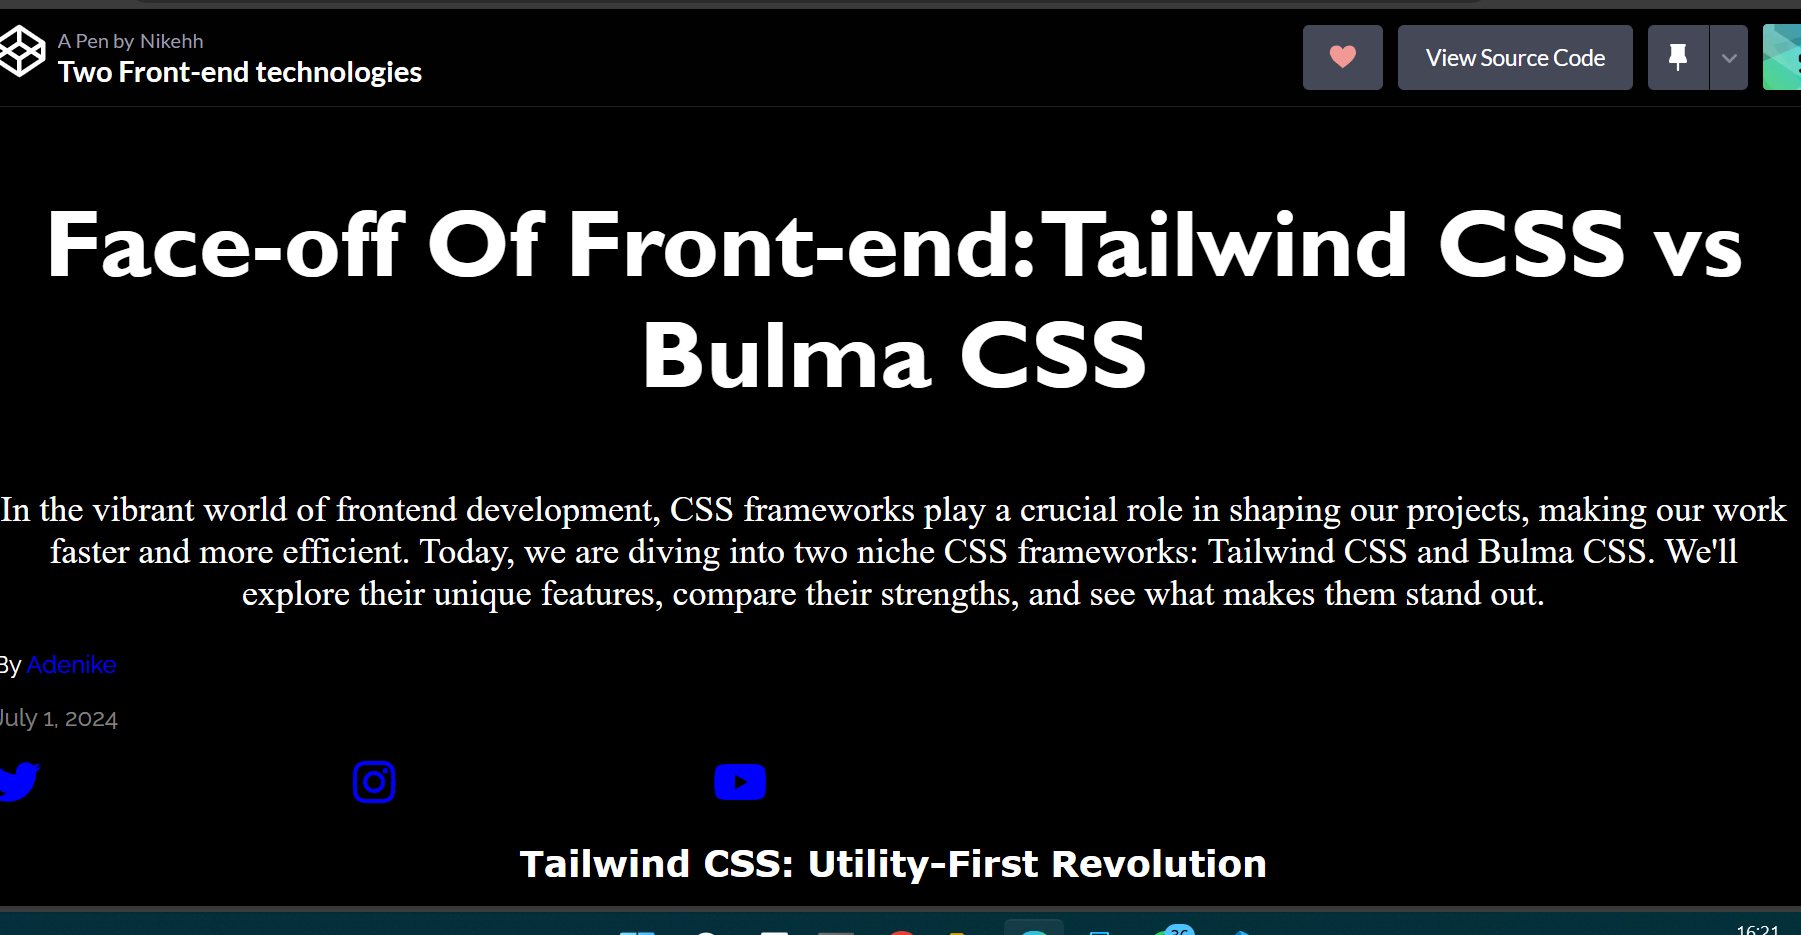 A Pen by Nikehh
Two Front-end technologies
View Source Code
Face-off Of Front-end:Tailwind CSS vs
Bulma CSS
In the vibrant world of frontend development, CSS frameworks play a crucial role in shaping our projects, making our work
faster and more efficient. Today, we are diving into two niche CSS frameworks: Tailwind CSS and Bulma CSS. We'll
explore their unique features, compare their strengths, and see what makes them stand out.
By Adenike
July 1, 2024
Tailwind CSS: Utility-First Revolution
36
16:21